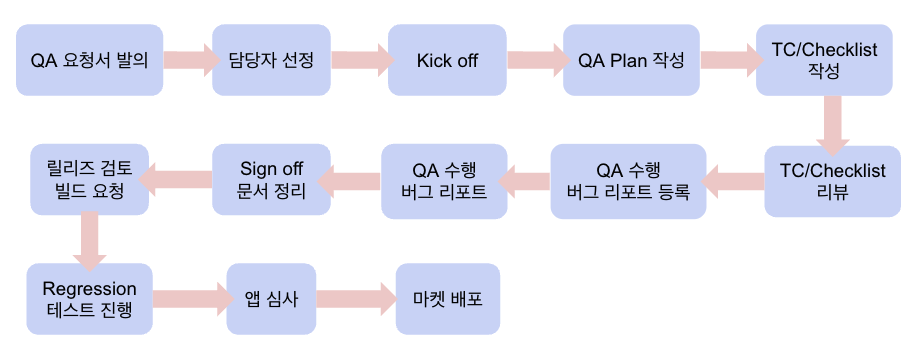 QA 요청서 발의
담당자 선정
Kick off
QA Plan 작성
TC/Checklist
작성
TC/Checklist
리뷰
QA 수행
버그 리포트 등록
QA 수행
버그 리포트
Sign off
문서 정리
릴리즈 검토
빌드 요청
Regression
테스트 진행
앱 심사
마켓 배포